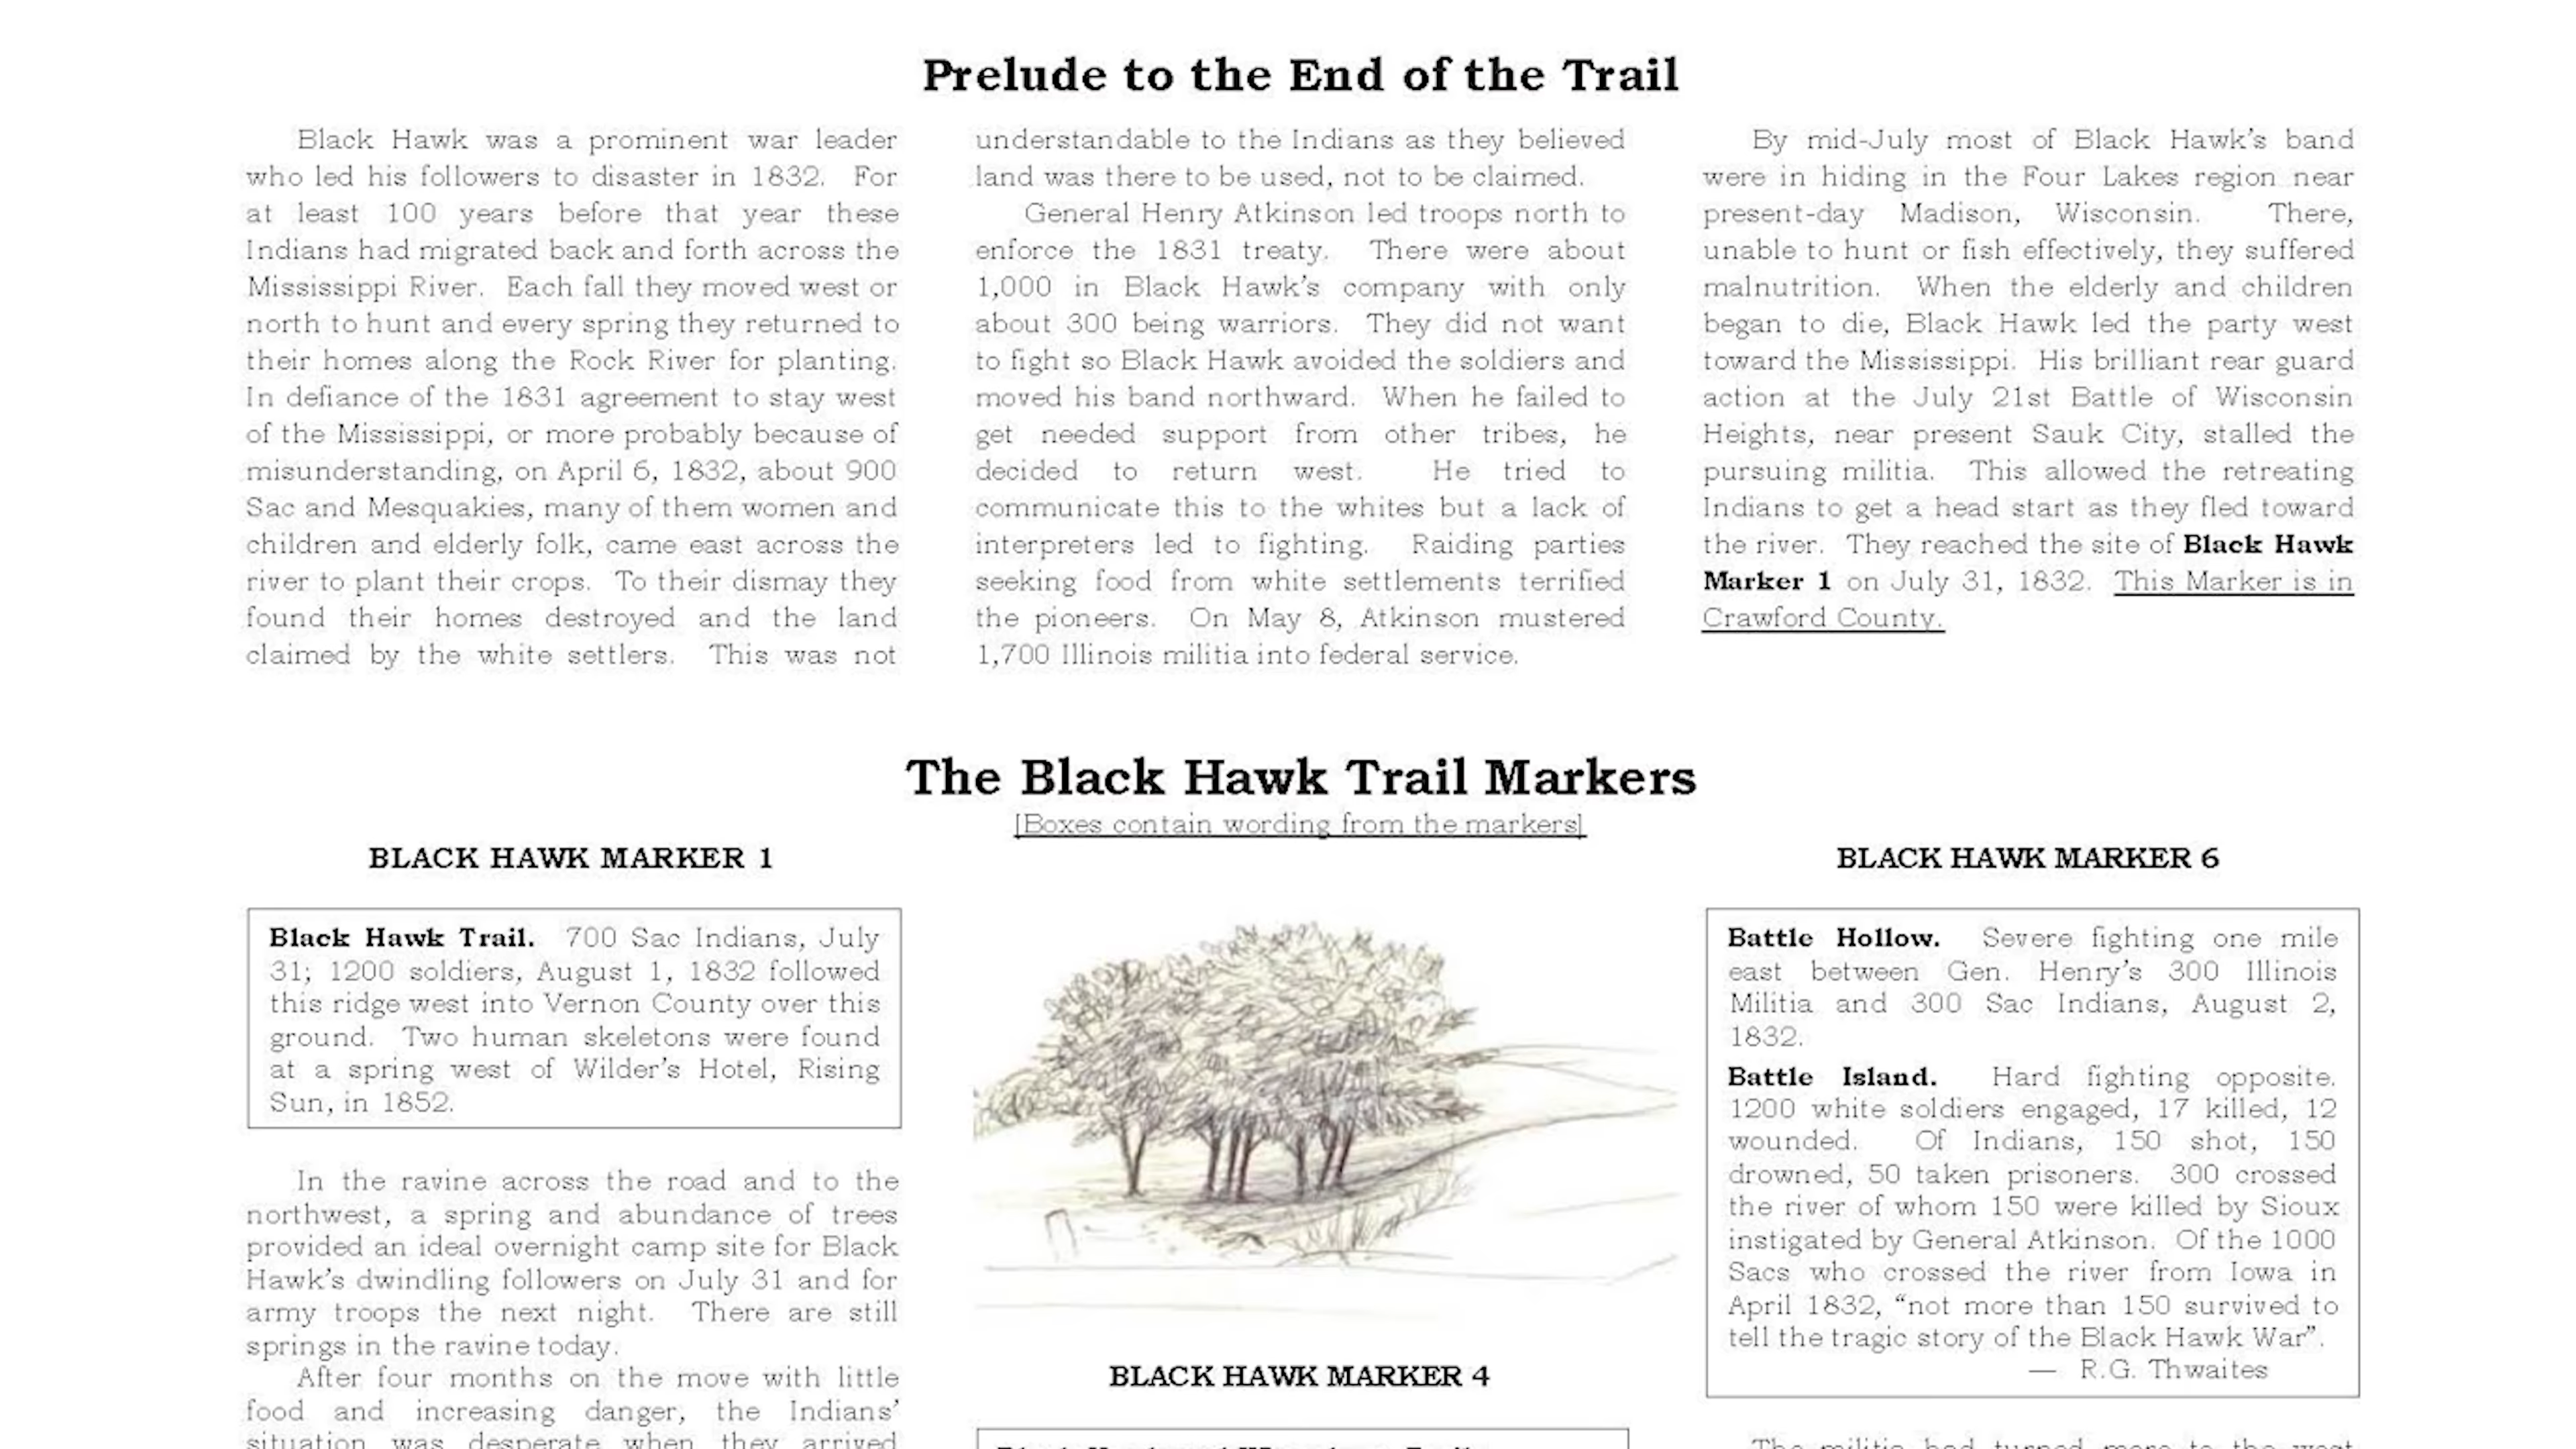 Prelude to the End of the Trail
Black Hawk was a prominent war leader
who led his followers to disaster in 1832. For
at least 100 years before that year these
Indians had migrated back and forth across the
Mississippi River. Each fall they moved west or
north to hunt and every spring they returned to
their homes along the Rock River for planting.
In defiance of the 1831 agreement to stay west
of the Mississippi, or more probably because of
misunderstanding, on April 6, 1832, about 900
Sac and Mesquakies, many of them women and
children and elderly folk, came east across the
river to plant their crops. To their dismay they
found their homes destroyed and the land
claimed by the white settlers. This was not
understandable to the Indians as they believed
land was there to be used, not to be claimed.
General Henry Atkinson led troops north to
enforce the 1831 treaty. There were about
1,000 in Black Hawk's company with only
about 300 being warriors. They did not want
to fight so Black Hawk avoided the soldiers and
moved his band northward. When he failed to
get needed support from other tribes, he
decided to return west. He tried to
communicate this to the whites but a lack of
interpreters led to fighting. Raiding parties
seeking food from white settlements terrified
the pioneers. On May 8, Atkinson mustered
1,700 Illinois militia into federal service.
By mid-July most of Black Hawk's band
were in hiding in the Four Lakes region near
present-day Madison, Wisconsin. There,
unable to hunt or fish effectively, they suffered
malnutrition. When the elderly and children
began to die, Black Hawk led the party west
toward the Mississippi. His brilliant rear guard
action at the July 21st Battle of Wisconsin
Heights, near present Sauk City, stalled the
pursuing militia. This allowed the retreating
Indians to get a head start as they fled toward
the river. They reached the site of Black Hawk
Marker 1 on July 31, 1832. This Marker is in
Crawford County.
The Black Hawk Trail Markers
[Boxes contain wording from the markers]
BLACK HAWK MARKER 1
Black Hawk Trail. 700 Sac Indians, July
31; 1200 soldiers, August 1, 1832 followed
this ridge west into Vernon County over this
ground. Two human skeletons were found
at a spring west of Wilder's Hotel, Rising
Sun, in 1852.
In the ravine across the road and to the
northwest, a spring and abundance of trees
provided an ideal overnight camp site for Black
Hawk's dwindling followers on July 31 and for
army troops the next night. There are still
springs in the ravine today.
After four months on the move with little
food and increasing danger, the Indians'
situation was desperate when they arrived
BLACK HAWK MARKER 4
BLACK HAWK MARKER 6
Battle Hollow. Severe fighting one mile
east between Gen. Henry's 300 Illinois
Militia and 300 Sac Indians, August 2,
1832.
Battle Island. Hard fighting opposite.
1200 white soldiers engaged, 17 killed, 12
wounded. Of Indians, 150 shot, 150
drowned, 50 taken prisoners. 300 crossed
the river of whom 150 were killed by Sioux
instigated by General Atkinson. Of the 1000
Sacs who crossed the river from Iowa in
April 1832, "not more than 150 survived to
tell the tragic story of the Black Hawk War".
— R.G. Thwaites
The militia had turned more to the west